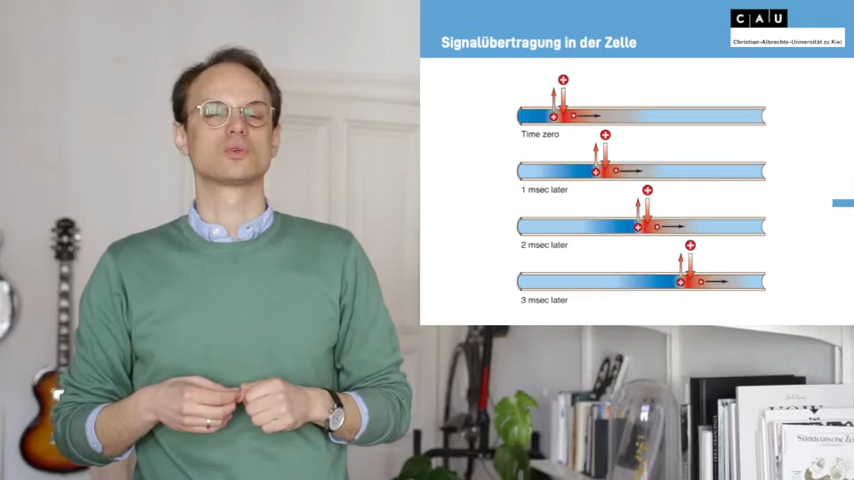 Signalübertragung in der Zelle
C A U
Christian-Albrechts-Universität zu Kiel
Time zero
1 msec later
2 msec later
3 msec later
Süddeutsche Ze